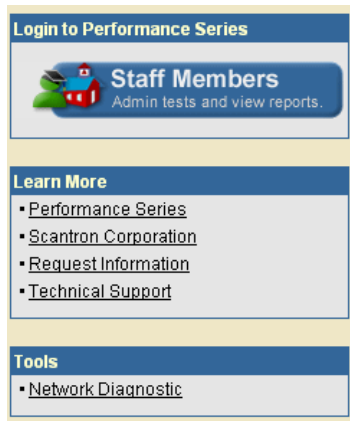 Login to Performance Series
Staff Members
Admin tests and view reports.
Learn More
▪ Performance Series
▪ Scantron Corporation
▪ Request Information
▪ Technical Support
Tools
▪ Network Diagnostic